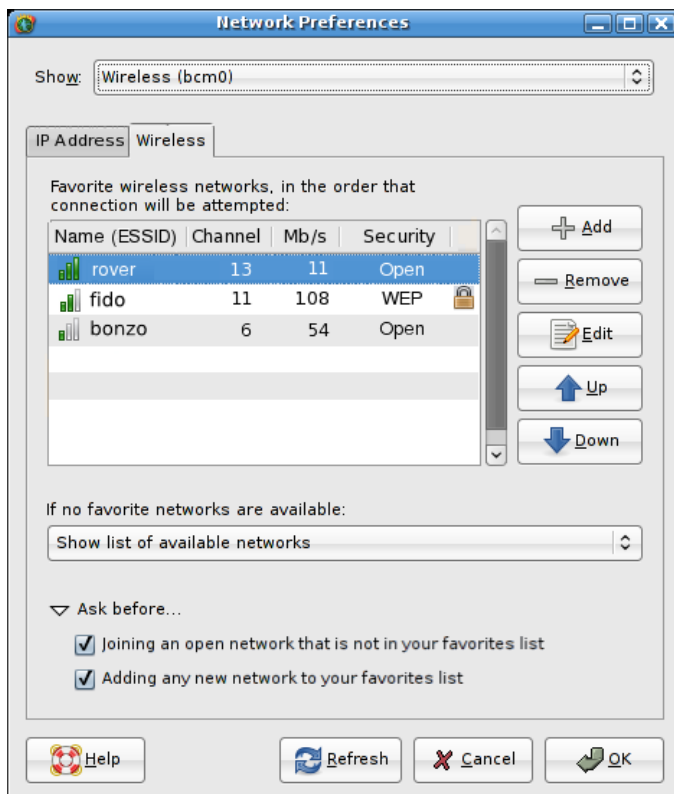 Network Preferences
Show: Wireless (bcm0)
IP Address Wireless
Favorite wireless networks, in the order that
connection will be attempted:
Name (ESSID) Channel Mb/s Security
rover 13 11 Open
fido 11 108 WEP
bonzo 6 54 Open
Add
Remove
Edit
Up
Down
If no favorite networks are available:
Show list of available networks
Ask before...
Joining an open network that is not in your favorites list
Adding any new network to your favorites list
Help Refresh Cancel OK